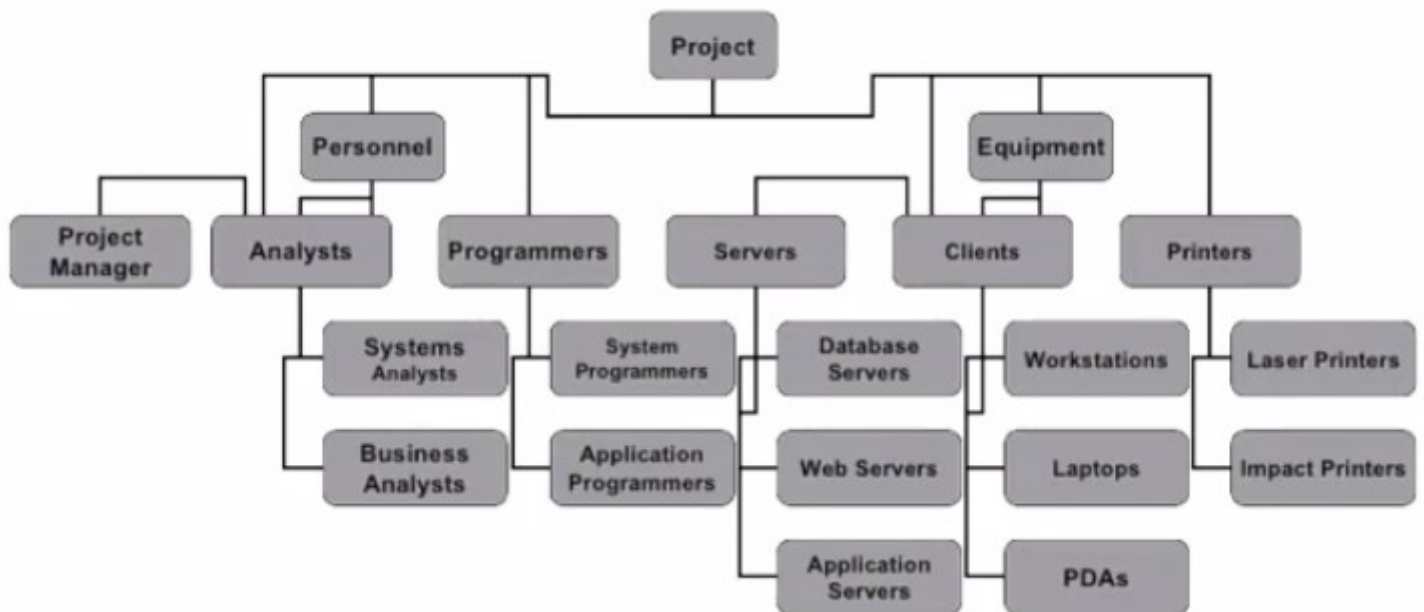 Project
Personnel
Equipment
Project
Manager
Analysts
Programmers
Servers
Clients
Printers
Systems
Analysts
System
Programmers
Database
Servers
Workstations
Laser Printers
Business
Analysts
Application
Programmers
Web Servers
Laptops
Impact Printers
Application
Servers
PDAs